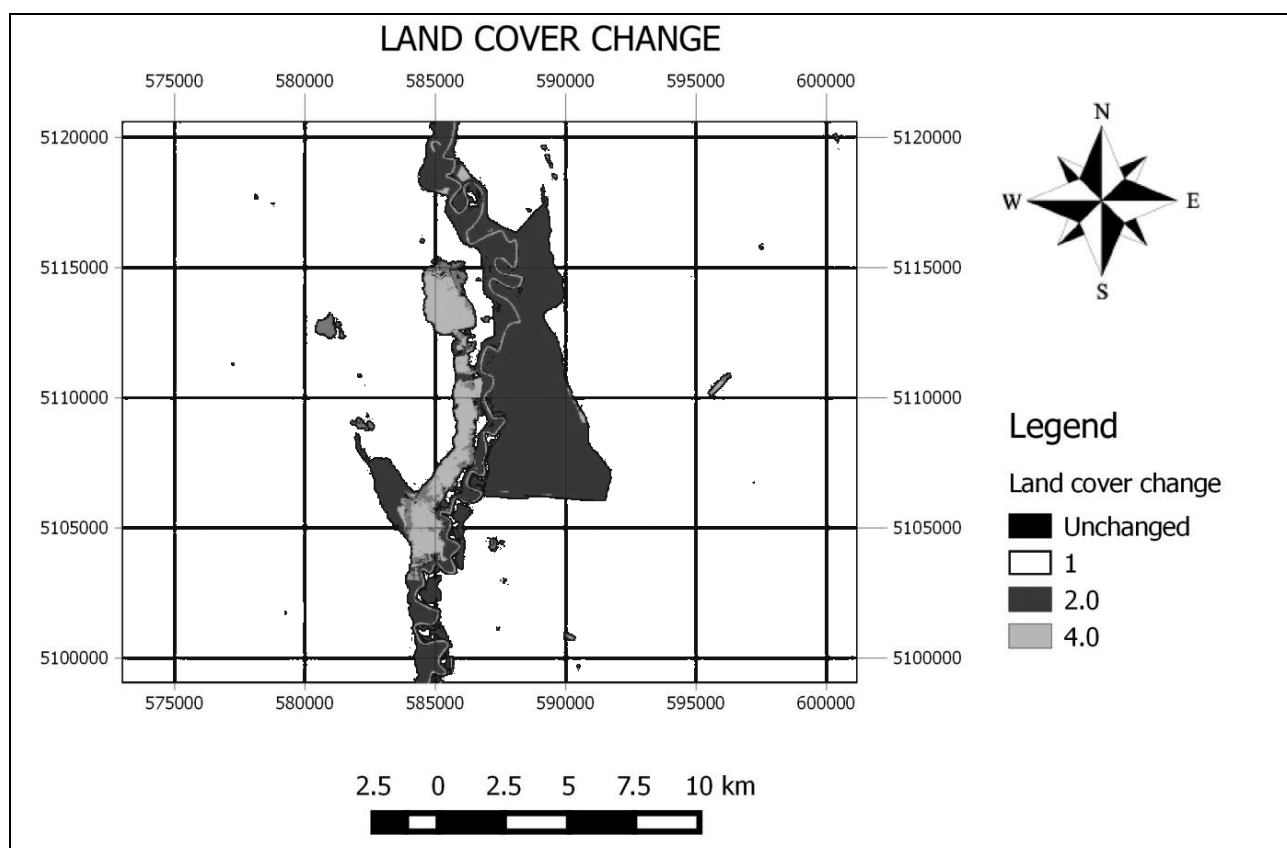 LAND COVER CHANGE
575000 580000 585000 590000 595000 600000
5120000 5120000
5115000 5115000
5110000 5110000
5105000 5105000
5100000 5100000
575000 580000 585000 590000 595000 600000
N
W E
S
Legend
Land cover change
Unchanged
1
2.0
4.0
2.5 0 2.5 5 7.5 10 km